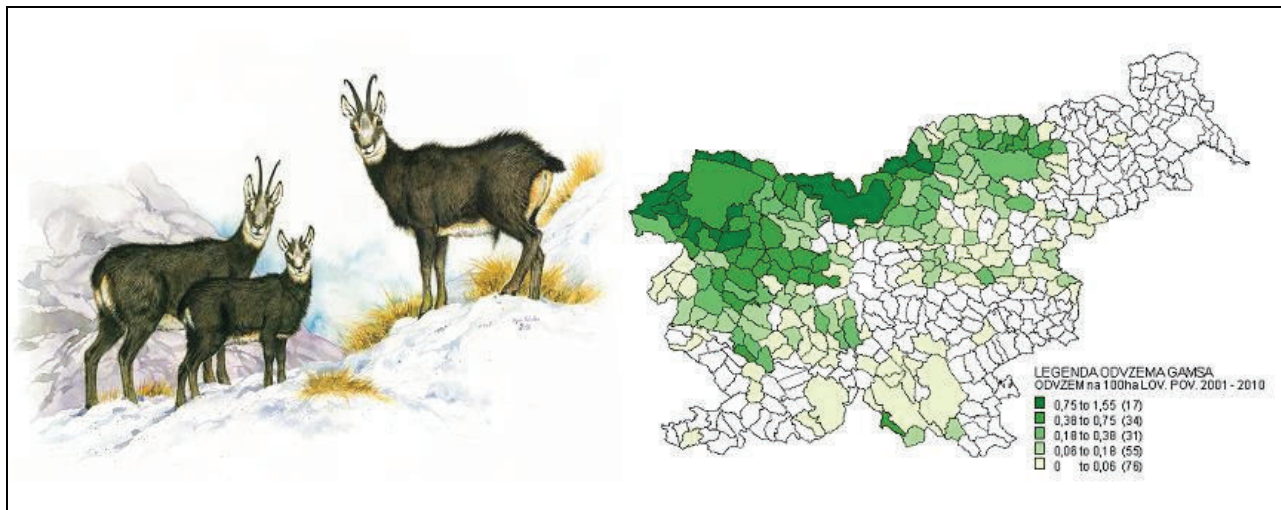 LEGENDA ODVZEMA GAMSA
ODVZEM na 100ha LOV. POV. 2001 - 2010
0,75 to 1,55 (17)
0,38 to 0,75 (34)
0,18 to 0,38 (31)
0,06 to 0,18 (55)
0 to 0,06 (76)